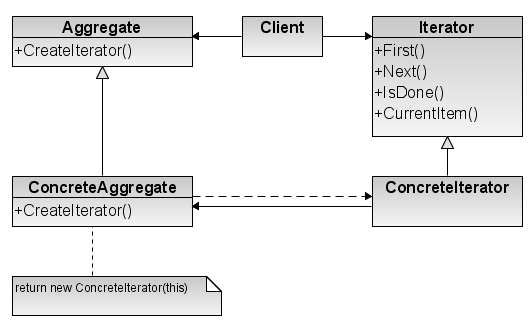 Aggregate
+CreateIterator()
Client
Iterator
+First()
+Next()
+IsDone()
+CurrentItem()
ConcreteAggregate
+CreateIterator()
ConcreteIterator
return new ConcreteIterator(this)